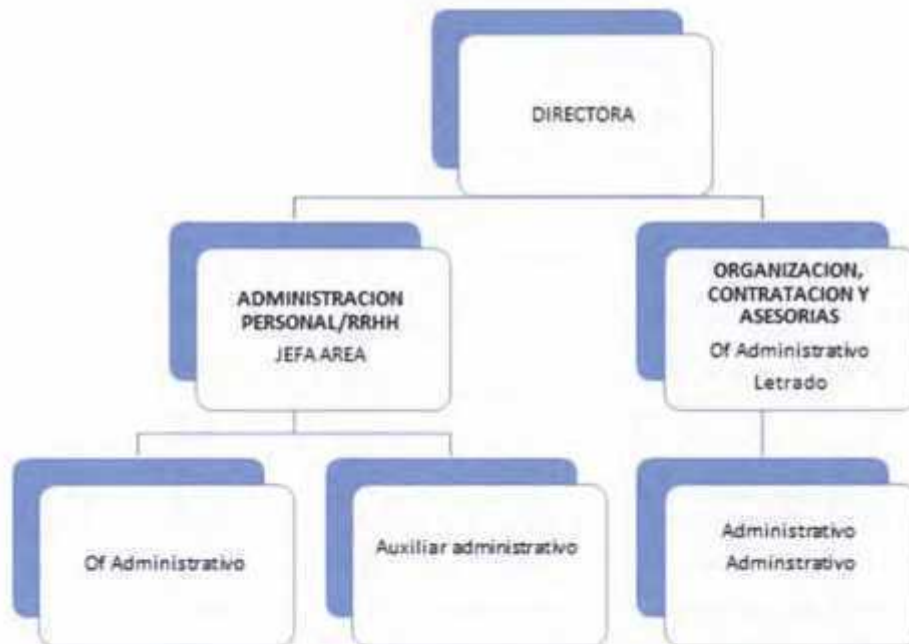 DIRECTORA
ADMINISTRACION
PERSONAL/RRHH
JEFA AREA
ORGANIZACION,
CONTRATACION Y
ASESORIAS
Of Administrativo
Letrado
Of Administrativo
Auxiliar administrativo
Administrativo
Adminstrativo